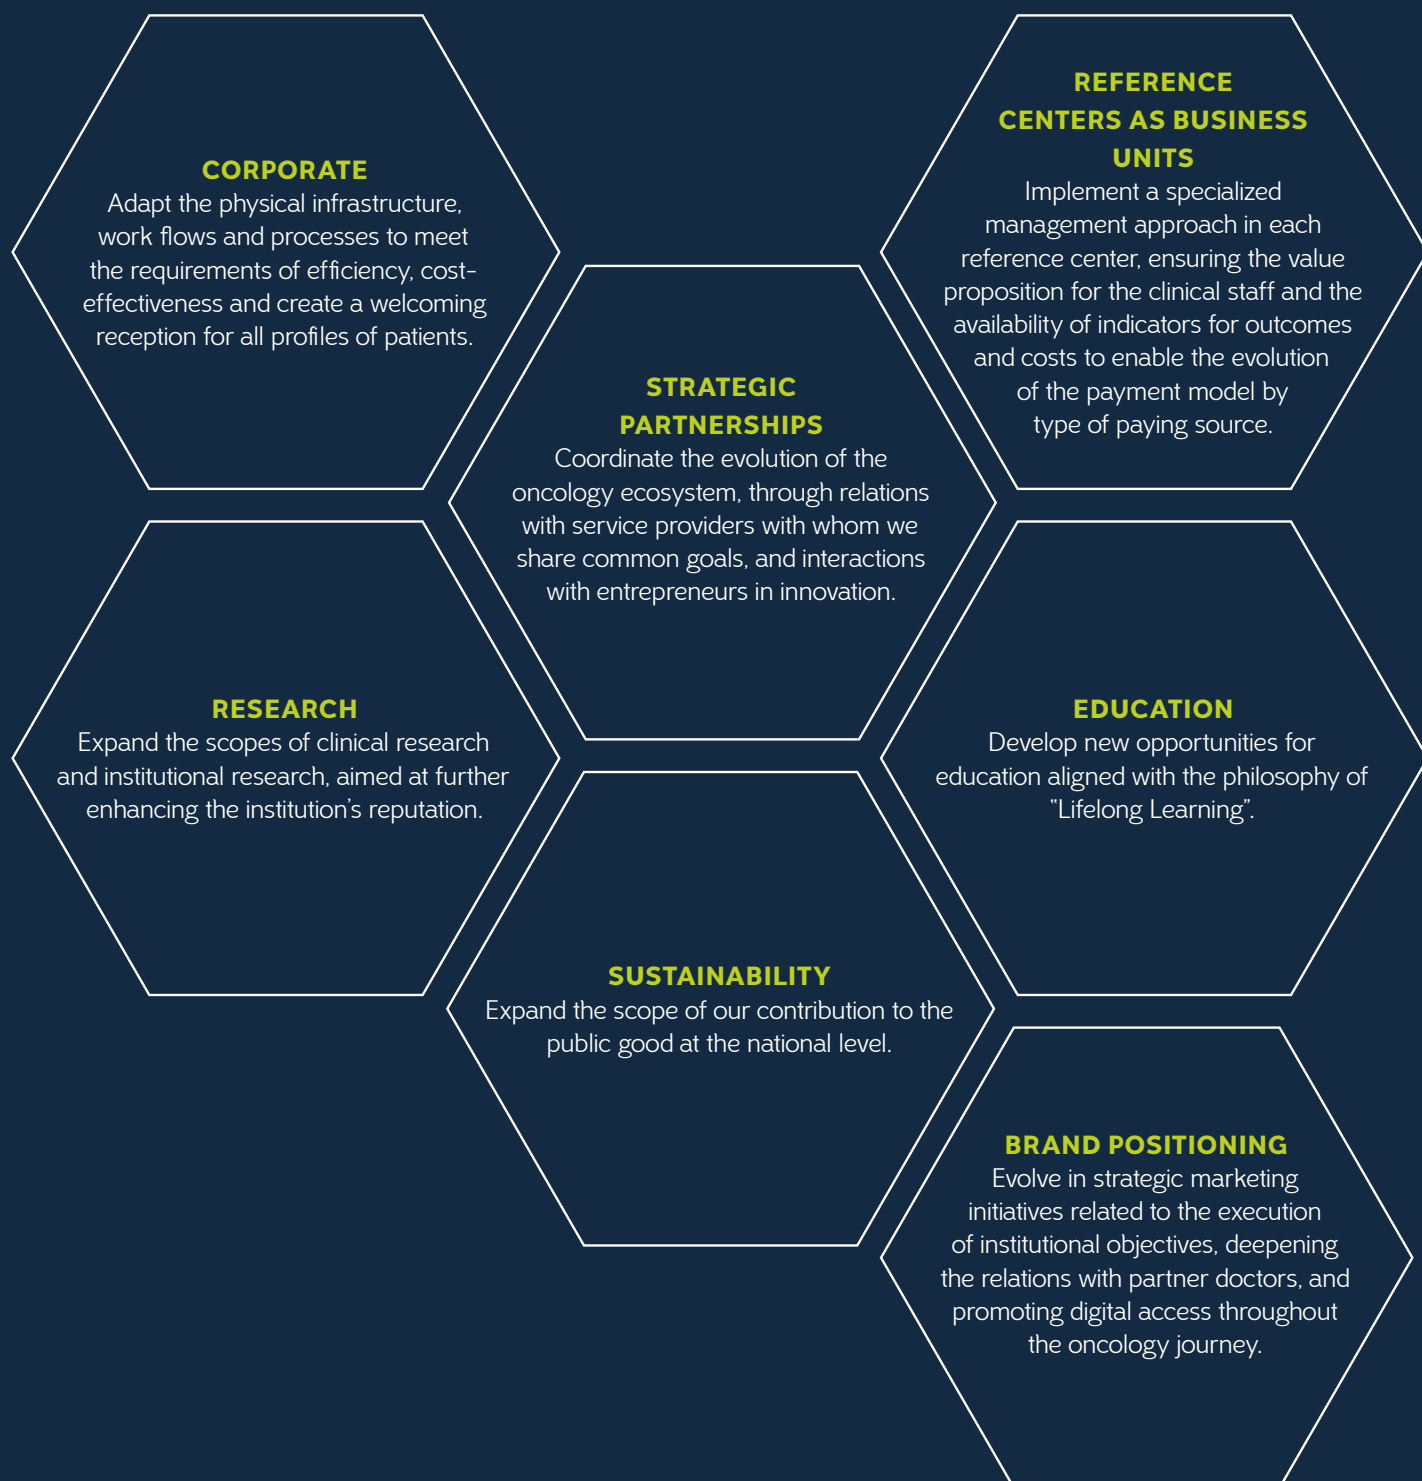 CORPORATE
Adapt the physical infrastructure,
work flows and processes to meet
the requirements of efficiency, cost-
effectiveness and create a welcoming
reception for all profiles of patients.
REFERENCE
CENTERS AS BUSINESS
UNITS
Implement a specialized
management approach in each
reference center, ensuring the value
proposition for the clinical staff and the
availability of indicators for outcomes
and costs to enable the evolution
of the payment model by
type of paying source.
STRATEGIC
PARTNERSHIPS
Coordinate the evolution of the
oncology ecosystem, through relations
with service providers with whom we
share common goals, and interactions
with entrepreneurs in innovation.
RESEARCH
Expand the scopes of clinical research
and institutional research, aimed at further
enhancing the institution's reputation.
EDUCATION
Develop new opportunities for
education aligned with the philosophy of
“Lifelong Learning”.
SUSTAINABILITY
Expand the scope of our contribution to the
public good at the national level.
BRAND POSITIONING
Evolve in strategic marketing
initiatives related to the execution
of institutional objectives, deepening
the relations with partner doctors, and
promoting digital access throughout
the oncology journey.